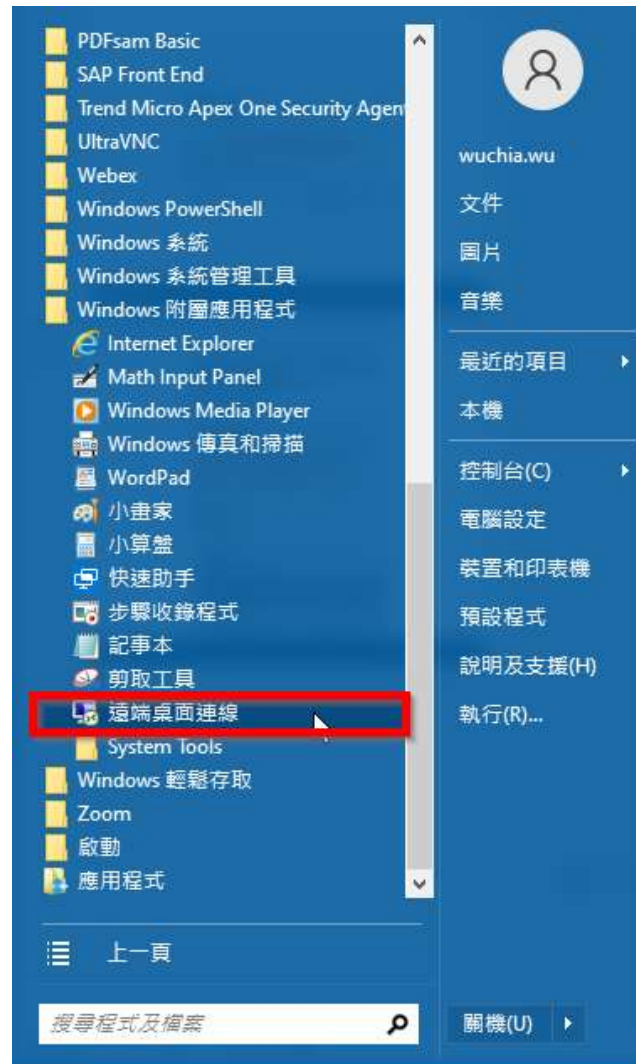 PDFsam Basic
SAP Front End
Trend Micro Apex One Security Agen
UltraVNC
Webex
Windows PowerShell
Windows 系統
Windows 系統管理工具
Windows 附屬應用程式
Internet Explorer
Math Input Panel
Windows Media Player
Windows 傳真和掃描
WordPad
小畫家
小算盤
快速助手
步驟收錄程式
記事本
剪取工具
遠端桌面連線
System Tools
Windows 輕鬆存取
Zoom
啟動
應用程式
上一頁
搜尋程式及檔案
wuchia.wu
文件
圖片
音樂
最近的項目
本機
控制台(C)
電腦設定
裝置和印表機
預設程式
說明及支援(H)
執行(R)...
關機(U)